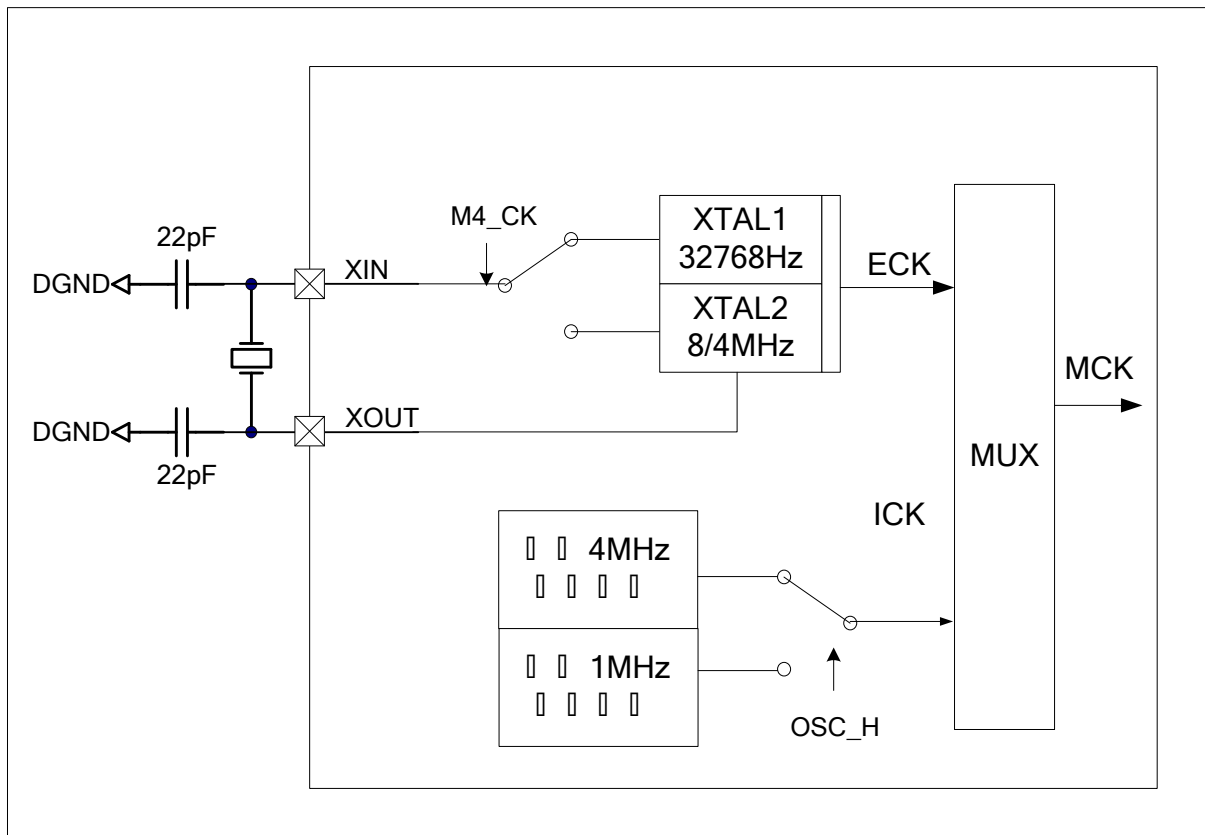 22pF
DGND
XIN
M4_CK
XTAL1
32768Hz
XTAL2
8/4MHz
ECK
DGND
22pF
XOUT
MCK
MUX
ICK
4MHz
1MHz
OSC_H